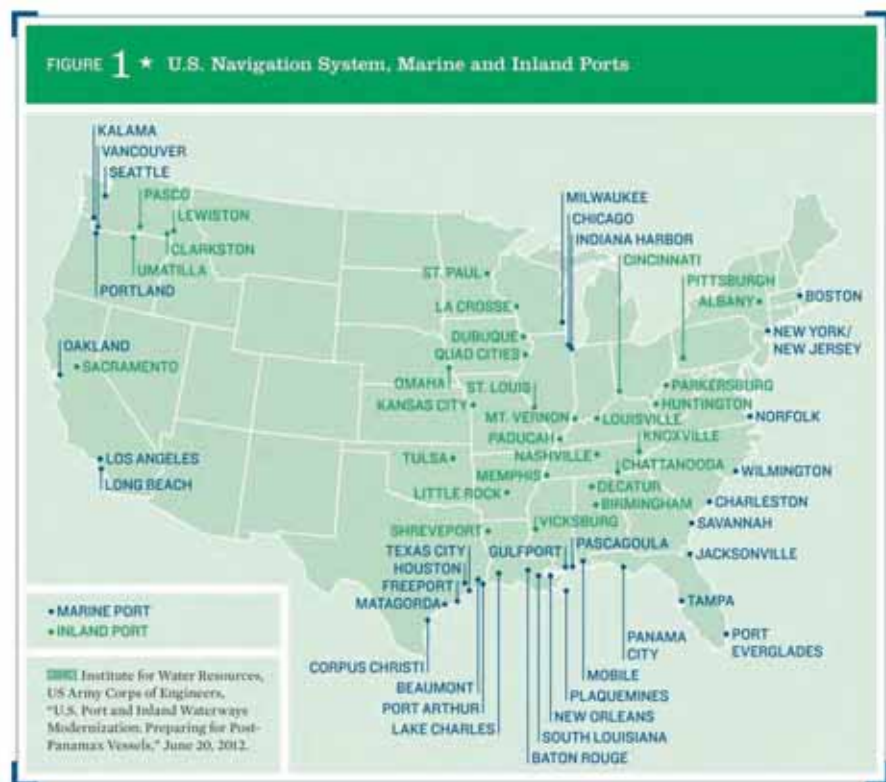 FIGURE 1 ★ U.S. Navigation System, Marine and Inland Ports
KALAMA
VANCOUVER
SEATTLE
PASCO
LEWISTON
CLARKSTON
UMATILLA
PORTLAND
OAKLAND
SACRAMENTO
LOS ANGELES
LONG BEACH
MILWAUKEE
CHICAGO
INDIANA HARBOR
CINCINNATI
PITTSBURGH
ALBANY
BOSTON
NEW YORK/
NEW JERSEY
ST. PAUL
LA CROSSE
DUBUQUE
QUAD CITIES
OMAHA
ST. LOUIS
KANSAS CITY
MT. VERNON
LOUISVILLE
PARKERSBURG
HUNTINGTON
NORFOLK
PADUCAH
KNOXVILLE
NASHVILLE
TULSA
MEMPHIS
CHATTANOOGA
WILMINGTON
LITTLE ROCK
DECATUR
BIRMINGHAM
CHARLESTON
SHREVEPORT
VICKSBURG
SAVANNAH
TEXAS CITY
GULFPORT
PASCAGOULA
JACKSONVILLE
HOUSTON
FREEPORT
MATAGORDA
TAMPA
CORPUS CHRISTI
PANAMA
CITY
PORT
EVERGLADES
BEAUMONT
MOBILE
PORT ARTHUR
PLAQUEMINES
LAKE CHARLES
NEW ORLEANS
SOUTH LOUISIANA
BATON ROUGE
MARINE PORT
INLAND PORT
SOURCE Institute for Water Resources,
US Army Corps of Engineers,
“U.S. Port and Inland Waterways
Modernization: Preparing for Post-
Panamax Vessels,” June 20, 2012.